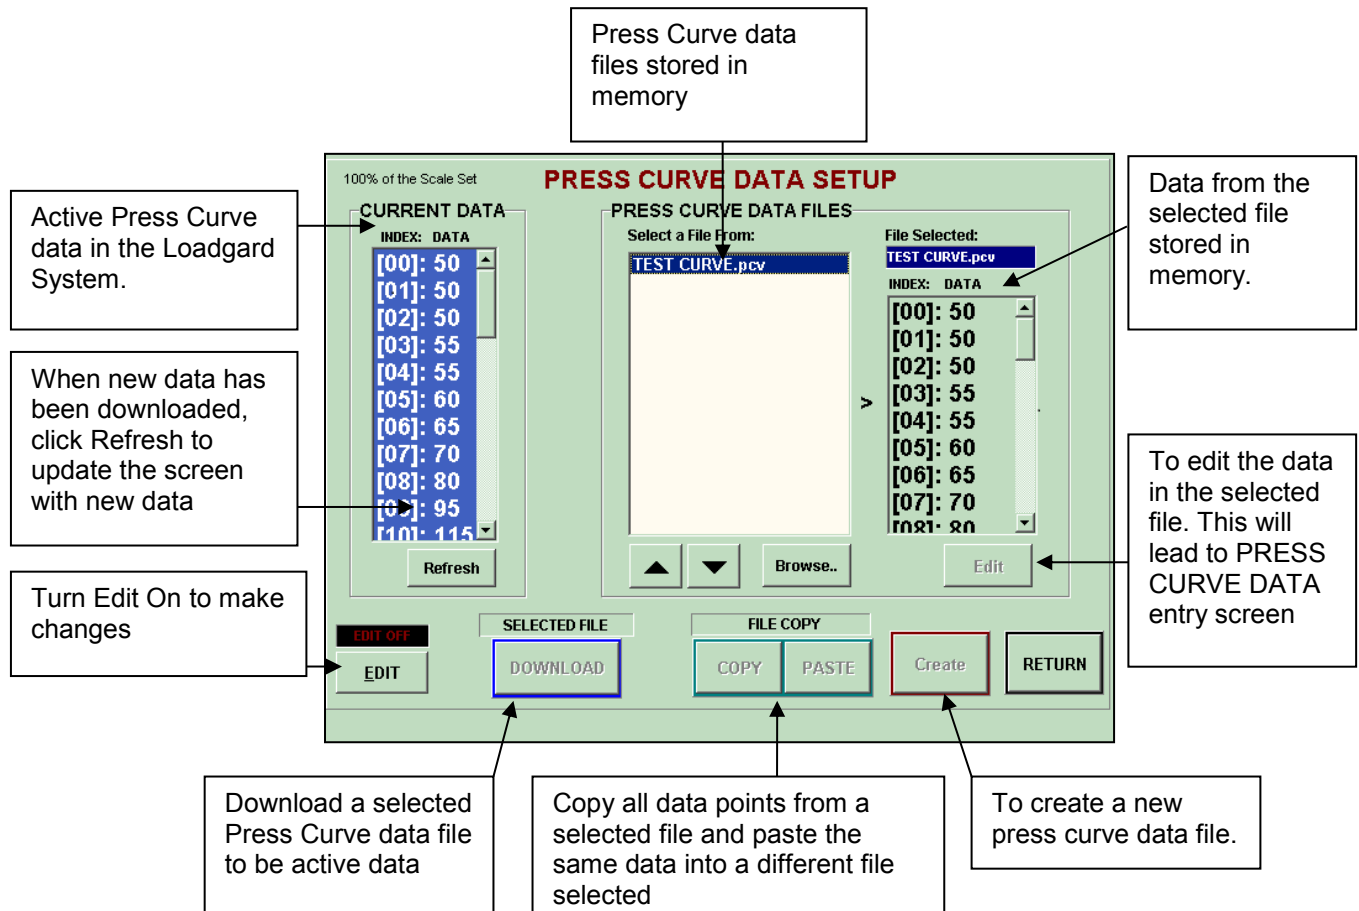 Press Curve data
files stored in
memory
Active Press Curve
data in the Loadgard
System.
When new data has
been downloaded,
click Refresh to
update the screen
with new data
Turn Edit On to make
changes
100% of the Scale Set
PRESS CURVE DATA SETUP
CURRENT DATA
INDEX: DATA
[00]: 50
[01]: 50
[02]: 50
[03]: 55
[04]: 55
[05]: 60
[06]: 65
[07]: 70
[08]: 80
[09]: 95
[10]: 115
Refresh
PRESS CURVE DATA FILES
Select a File From:
TEST CURVE.pcv
Browse..
>
File Selected:
TEST CURVE.pcv
INDEX: DATA
[00]: 50
[01]: 50
[02]: 50
[03]: 55
[04]: 55
[05]: 60
[06]: 65
[07]: 70
[08]: 80
Edit
EDIT OFF
EDIT
SELECTED FILE
DOWNLOAD
FILE COPY
COPY PASTE
Create
RETURN
Data from the
selected file
stored in
memory.
To edit the data
in the selected
file. This will
lead to PRESS
CURVE DATA
entry screen
Download a selected
Press Curve data file
to be active data
Copy all data points from a
selected file and paste the
same data into a different file
selected
To create a new
press curve data file.